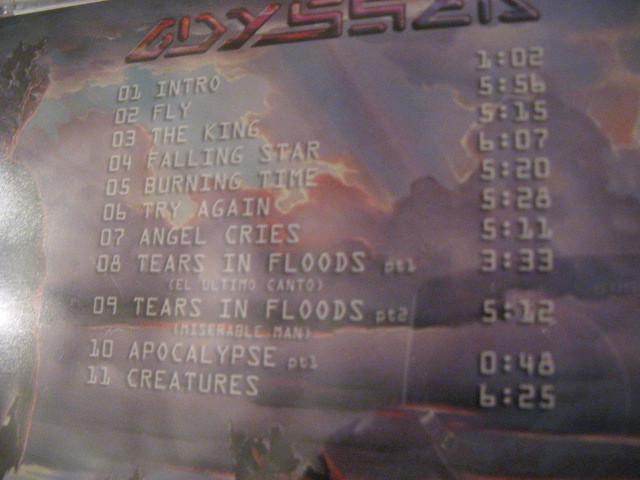 ODYSSEA
01 INTRO 1:02
02 FLY 5:56
03 THE KING 5:15
04 FALLING STAR 6:07
05 BURNING TIME 5:20
06 TRY AGAIN 5:28
07 ANGEL CRIES 5:11
08 TEARS IN FLOODS pt1 3:33
(EL ULTIMO CANTO)
09 TEARS IN FLOODS pt2 5:12
(MISERABLE MAN)
10 APOCALYPSE pt1 0:48
11 CREATURES 6:25